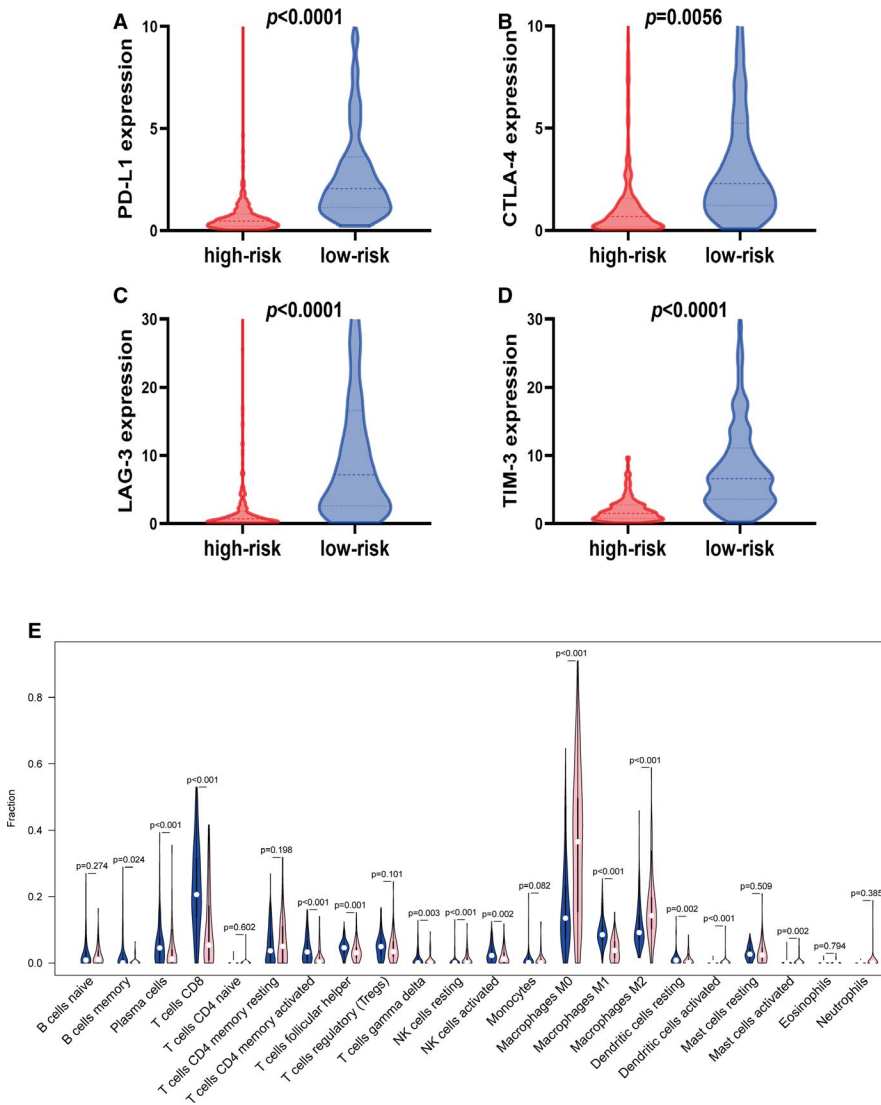 A
p<0.0001
PD-L1 expression
10
5
0
high-risk
low-risk
B
p=0.0056
CTLA-4 expression
10
5
0
high-risk
low-risk
C
p<0.0001
LAG-3 expression
30
20
10
0
high-risk
low-risk
D
p<0.0001
TIM-3 expression
30
20
10
0
high-risk
low-risk
E
Fraction
0.8
0.6
0.4
0.2
0.0
p=0.274
p=0.024
p<0.001
p<0.001
p=0.602
p=0.198
p<0.001
p=0.001
p=0.101
p=0.003
p<0.001
p=0.002
p=0.082
p<0.001
p<0.001
p<0.001
p=0.002
p<0.001
p=0.509
p=0.002
p=0.794
p=0.385
B cells naive
B cells memory
Plasma cells
T cells CD8
T cells CD4 naive
T cells CD4 memory resting
T cells CD4 memory activated
T cells follicular helper
T cells regulatory (Tregs)
T cells gamma delta
NK cells resting
NK cells activated
Monocytes
Macrophages M0
Macrophages M1
Macrophages M2
Dendritic cells resting
Dendritic cells activated
Mast cells resting
Mast cells activated
Eosinophils
Neutrophils